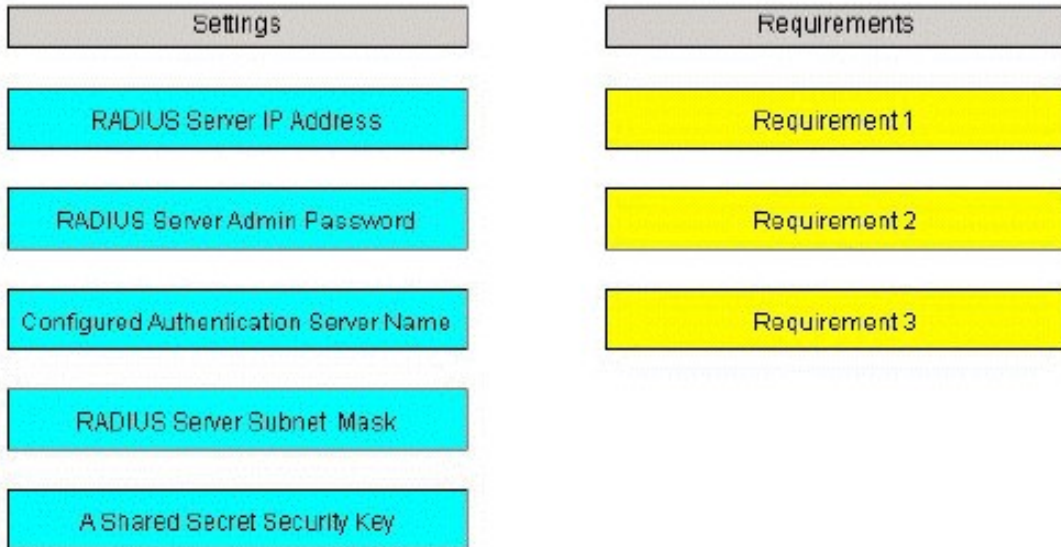 Settings
RADIUS Server IP Address
RADIUS Server Admin Password
Configured Authentication Server Name
RADIUS Server Subnet Mask
A Shared Secret Security Key
Requirements
Requirement 1
Requirement 2
Requirement 3